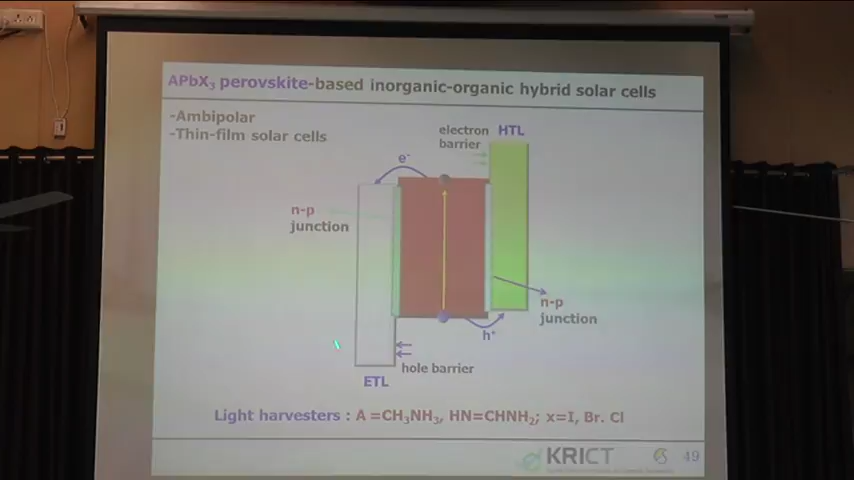 APbX₃ perovskite-based inorganic-organic hybrid solar cells
-Ambipolar
-Thin-film solar cells
electron barrier
HTL
e⁻
n-p junction
n-p junction
h⁺
hole barrier
ETL
Light harvesters : A =CH₃NH₃, HN=CHNH₂; x=I, Br. Cl
KRICT
49